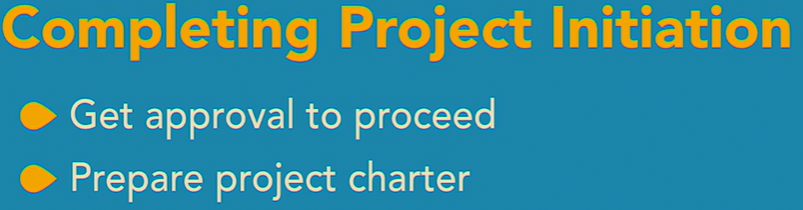 Completing Project Initiation
Get approval to proceed
Prepare project charter